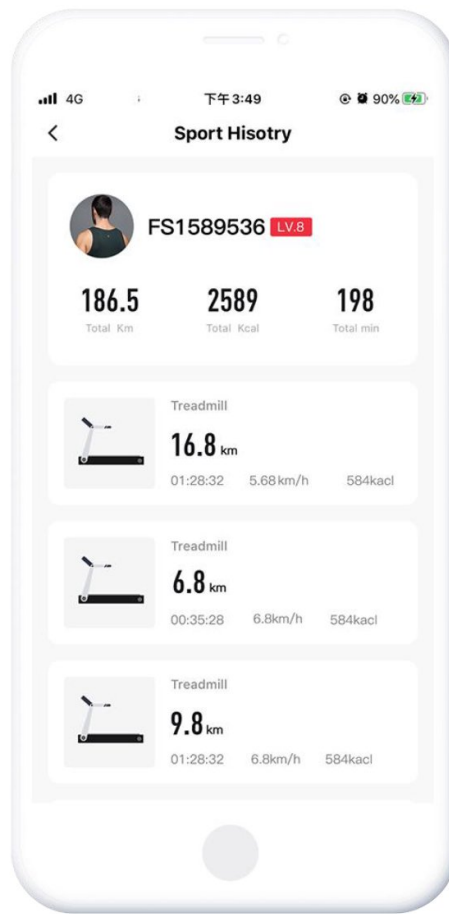 4G 下午 3:49 90%
Sport Hisotry
FS1589536 LV.8
186.5 2589 198
Total Km Total Kcal Total min
Treadmill
16.8 km
01:28:32 5.68km/h 584kacl
Treadmill
6.8 km
00:35:28 6.8km/h 584kacl
Treadmill
9.8 km
01:28:32 6.8km/h 584kacl